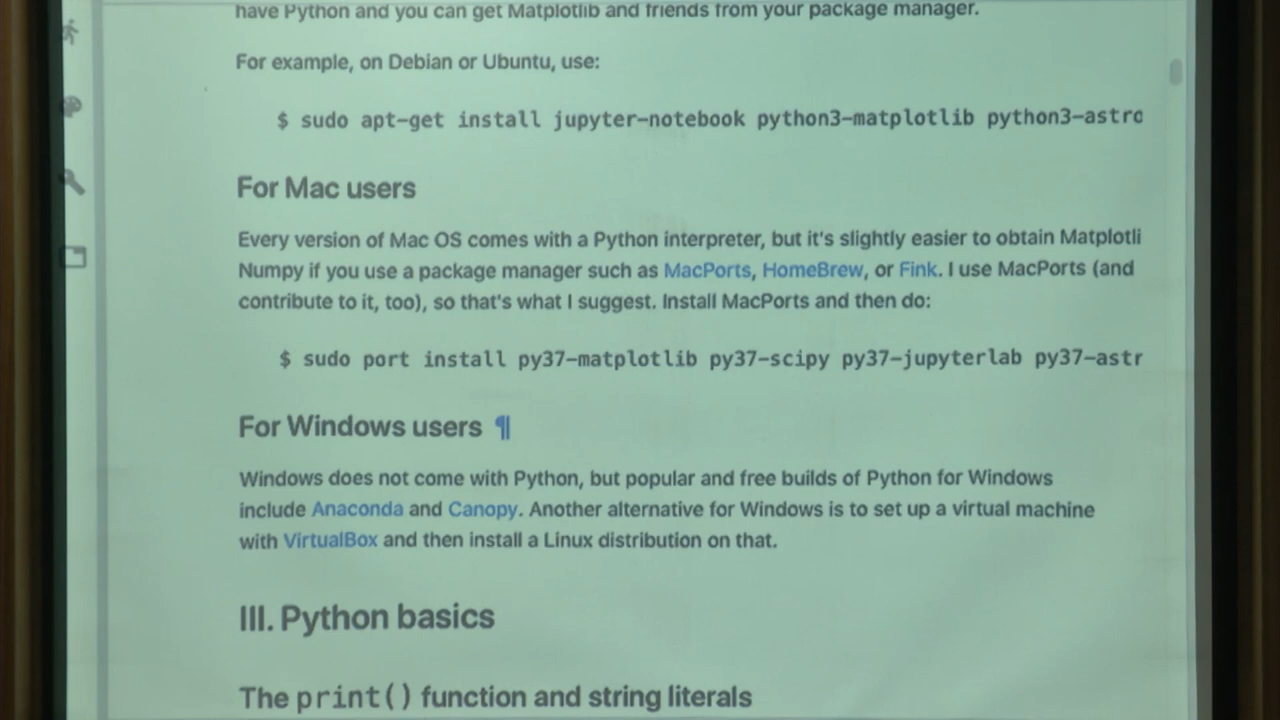 have Python and you can get Matplotlib and friends from your package manager.
For example, on Debian or Ubuntu, use:
$ sudo apt-get install jupyter-notebook python3-matplotlib python3-astro
For Mac users
Every version of Mac OS comes with a Python interpreter, but it's slightly easier to obtain Matplotli
Numpy if you use a package manager such as MacPorts, HomeBrew, or Fink. I use MacPorts (and
contribute to it, too), so that's what I suggest. Install MacPorts and then do:
$ sudo port install py37-matplotlib py37-scipy py37-jupyterlab py37-astr
For Windows users ¶
Windows does not come with Python, but popular and free builds of Python for Windows
include Anaconda and Canopy. Another alternative for Windows is to set up a virtual machine
with VirtualBox and then install a Linux distribution on that.
III. Python basics
The print() function and string literals